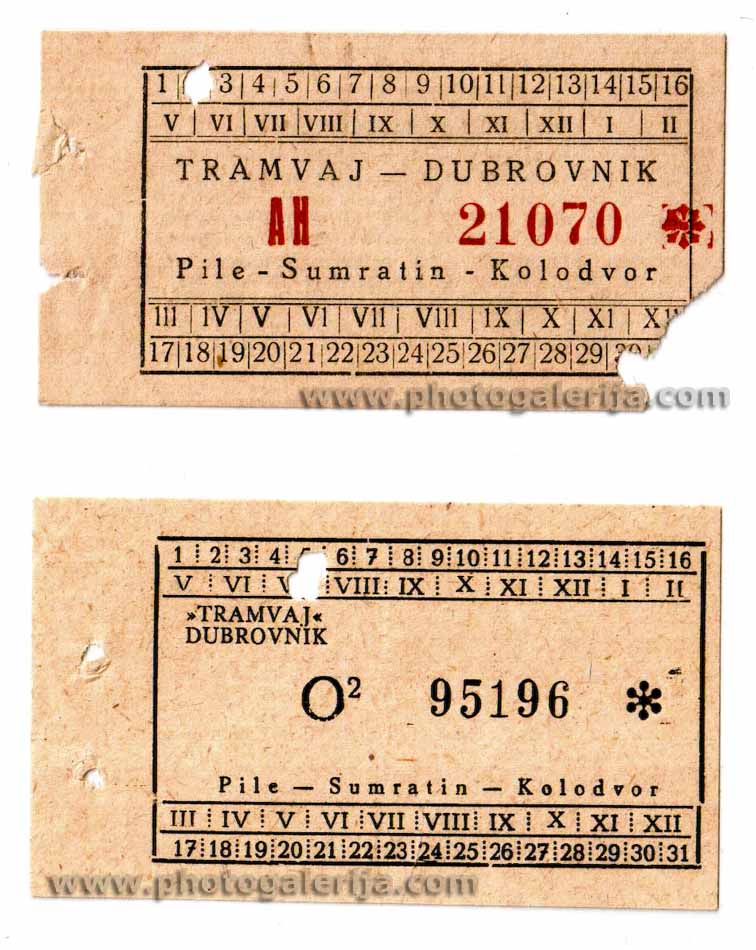 1 | 3 | 4 | 5 | 6 | 7 | 8 | 9 | 10 | 11 | 12 | 13 | 14 | 15 | 16
V | VI | VII | VIII | IX | X | XI | XII | I | II
TRAMVAJ — DUBROVNIK
AH 21070
Pile - Sumratin - Kolodvor
III | IV | V | VI | VII | VIII | IX | X | XI
17 | 18 | 19 | 20 | 21 | 22 | 23 | 24 | 25 | 26 | 27 | 28 | 29
www.photogalerija.com
1 2 3 4 6 7 8 9 10 11 12 13 14 15 16
V VI VIII IX X XI XII I II
»TRAMVAJ«
DUBROVNIK
O² 95196 *
Pile — Sumratin — Kolodvor
III IV V VI VII VIII IX X XI XII
17 18 19 20 21 22 23 24 25 26 27 28 29 30 31
www.photogalerija.com